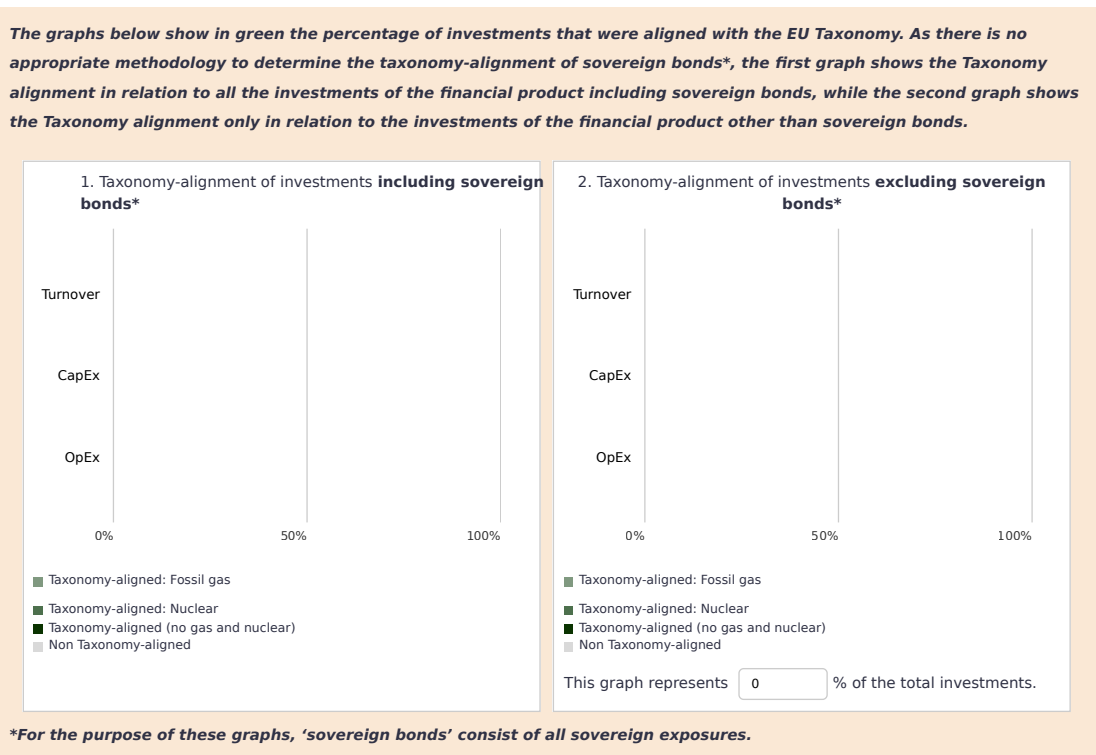 The graphs below show in green the percentage of investments that were aligned with the EU Taxonomy. As there is no
appropriate methodology to determine the taxonomy-alignment of sovereign bonds*, the first graph shows the Taxonomy
alignment in relation to all the investments of the financial product including sovereign bonds, while the second graph shows
the Taxonomy alignment only in relation to the investments of the financial product other than sovereign bonds.
1. Taxonomy-alignment of investments including sovereign
bonds*
Turnover
CapEx
OpEx
0% 50% 100%
Taxonomy-aligned: Fossil gas
Taxonomy-aligned: Nuclear
Taxonomy-aligned (no gas and nuclear)
Non Taxonomy-aligned
2. Taxonomy-alignment of investments excluding sovereign
bonds*
Turnover
CapEx
OpEx
0% 50% 100%
Taxonomy-aligned: Fossil gas
Taxonomy-aligned: Nuclear
Taxonomy-aligned (no gas and nuclear)
Non Taxonomy-aligned
This graph represents 0 % of the total investments.
*For the purpose of these graphs, ‘sovereign bonds’ consist of all sovereign exposures.